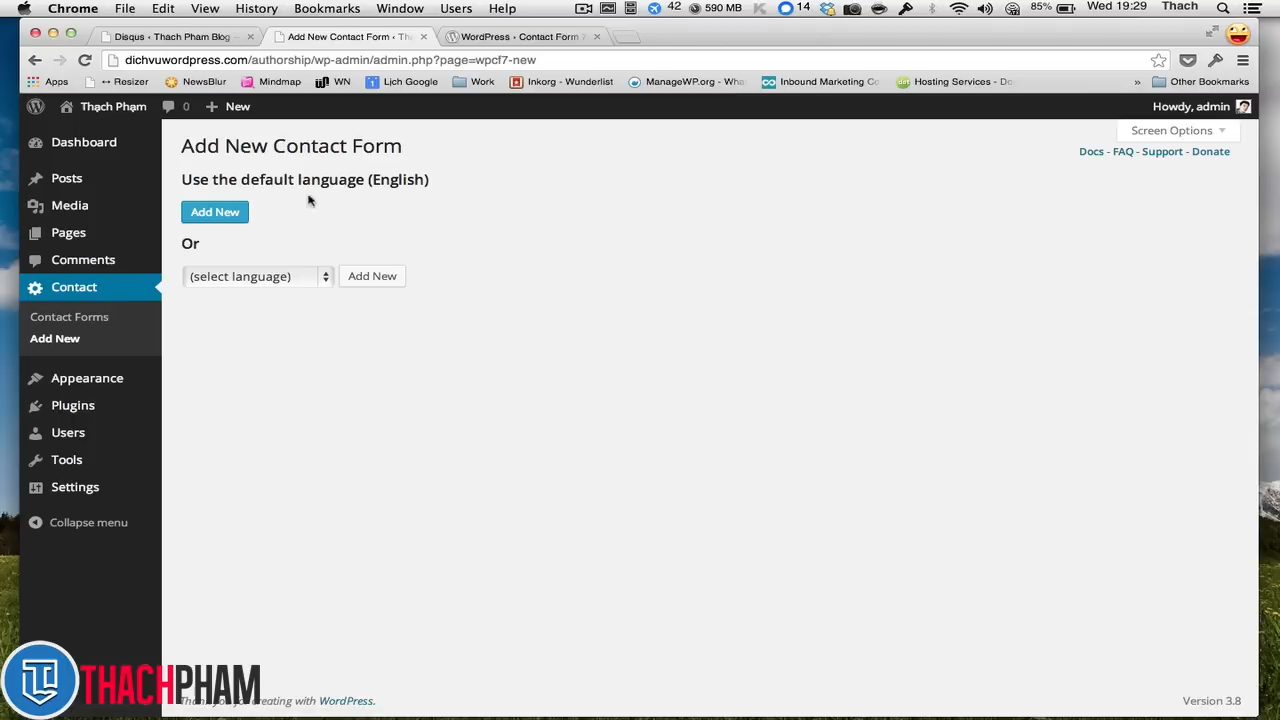 Chrome File Edit View History Bookmarks Window Users Help 42 590 MB 14 85% Wed 19:29 Thach
Disqus ‹ Thach Pham Blog Add New Contact Form ‹ Th WordPress › Contact Form 7
dichvuwordpress.com/authorship/wp-admin/admin.php?page=wpcf7-new
Apps ↔ Resizer NewsBlur Mindmap WN Lịch Google Work Inkorg - Wunderlist ManageWP.org - Wha Inbound Marketing Co Hosting Services - Do » Other Bookmarks
Thạch Phạm 0 + New Howdy, admin
Screen Options
Docs - FAQ - Support - Donate
Dashboard
Posts
Media
Pages
Comments
Contact
Contact Forms
Add New
Appearance
Plugins
Users
Tools
Settings
Collapse menu
Add New Contact Form
Use the default language (English)
Add New
Or
(select language) Add New
THACHPHAM
creating with WordPress.
Version 3.8